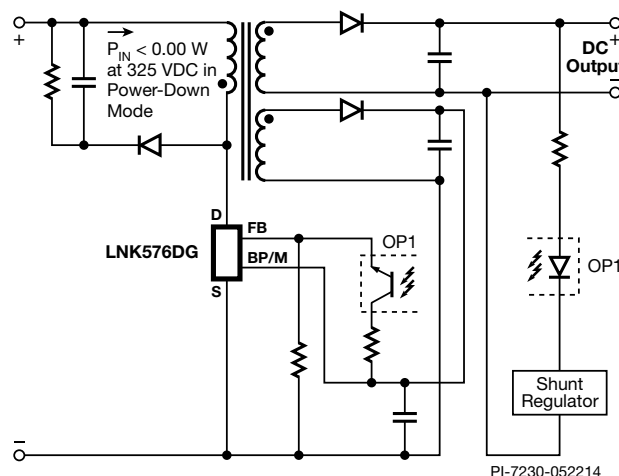 +
P_IN < 0.00 W
at 325 VDC in
Power-Down
Mode
+
DC
Output
−
D
FB
LNK576DG
BP/M
S
OP1
OP1
Shunt
Regulator
−
PI-7230-052214